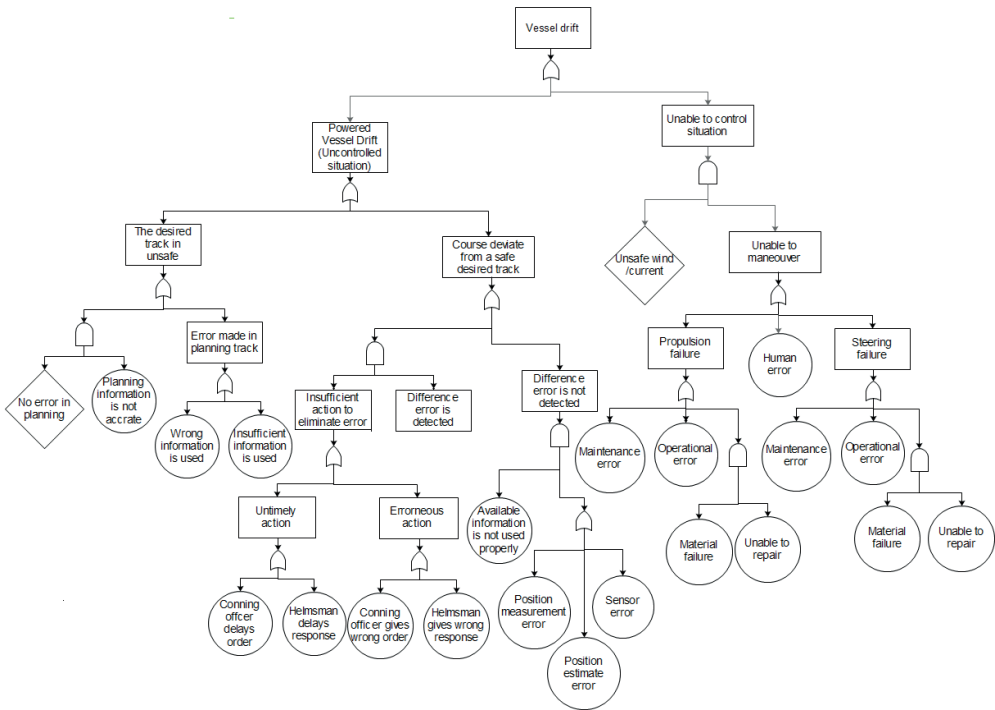 Vessel drift
Powered
Vessel Drift
(Uncontrolled
situation)
Unable to control
situation
The desired
track in
unsafe
Course deviate
from a safe
desired track
Unsafe wind
/current
Unable to
maneouver
Error made in
planning track
Propulsion
failure
Human
error
Steering
failure
No error in
planning
Planning
information
is not
accrate
Insufficient
action to
eliminate error
Difference
error is
detected
Difference
error is not
detected
Wrong
information
is used
Insufficient
information
is used
Maintenance
error
Operational
error
Maintenance
error
Operational
error
Untimely
action
Errorneous
action
Available
information
is not used
properly
Material
failure
Unable to
repair
Material
failure
Unable to
repair
Conning
offcer
delays
order
Helmsman
delays
response
Conning
officer gives
wrong order
Helmsman
gives wrong
response
Position
measurement
error
Sensor
error
Position
estimate
error